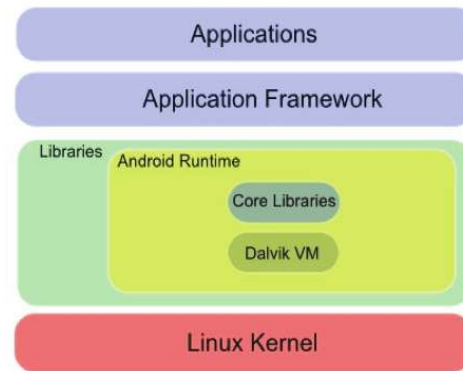 Applications
Application Framework
Libraries
Android Runtime
Core Libraries
Dalvik VM
Linux Kernel